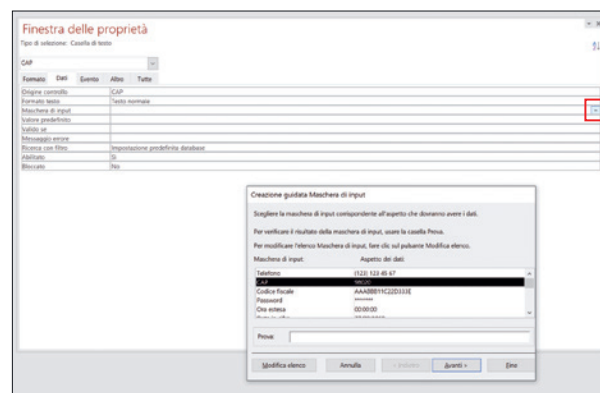 Finestra delle proprietà
Tipo di selezione: Casella di testo
CAP
Formato Dati Evento Altro Tutte
Origine controllo CAP
Formato testo Testo normale
Maschera di input
Valore predefinito
Valido se
Messaggio errore
Ricerca con filtro Impostazione predefinita database
Abilitato Sì
Bloccato No
Creazione guidata Maschera di input
Scegliere la maschera di input corrispondente all'aspetto che dovranno avere i dati.
Per verificare il risultato della maschera di input, usare la casella Prova.
Per modificare l'elenco Maschera di input, fare clic sul pulsante Modifica elenco.
Maschera di input: Aspetto dei dati:
Telefono (123) 123 45 67
CAP 98020
Codice fiscale AAABBB11C22D333E
Password *******
Ora estesa 00:00:00
Prova:
Modifica elenco Annulla < Indietro Avanti > Fine